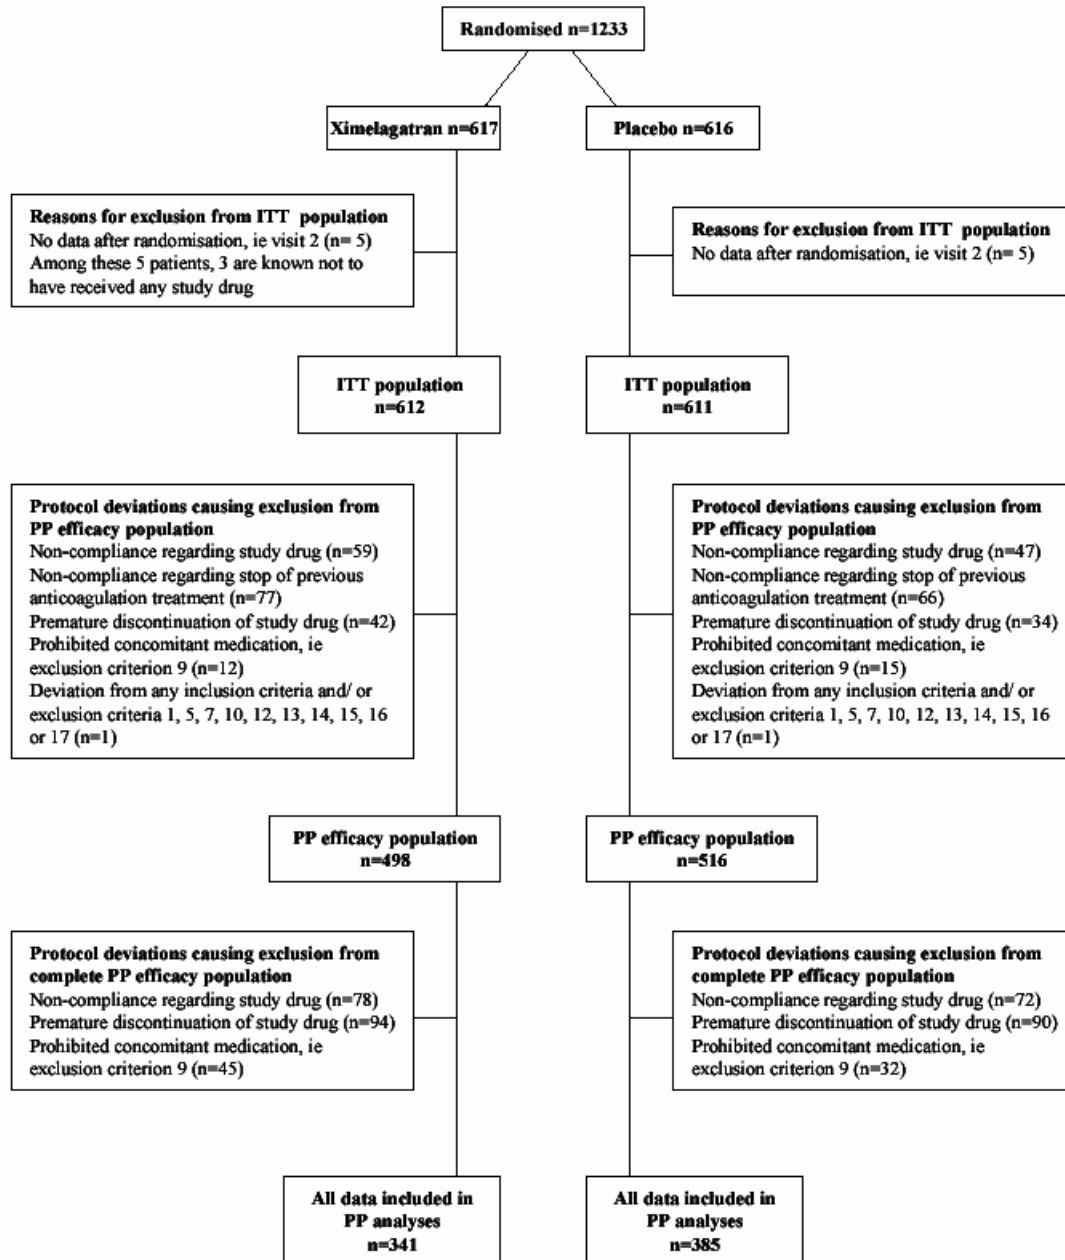 Randomised n=1233
Ximelagatran n=617
Placebo n=616
Reasons for exclusion from ITT population
No data after randomisation, ie visit 2 (n= 5)
Among these 5 patients, 3 are known not to
have received any study drug
Reasons for exclusion from ITT population
No data after randomisation, ie visit 2 (n= 5)
ITT population
n=612
ITT population
n=611
Protocol deviations causing exclusion from
PP efficacy population
Non-compliance regarding study drug (n=59)
Non-compliance regarding stop of previous
anticoagulation treatment (n=77)
Premature discontinuation of study drug (n=42)
Prohibited concomitant medication, ie
exclusion criterion 9 (n=12)
Deviation from any inclusion criteria and/ or
exclusion criteria 1, 5, 7, 10, 12, 13, 14, 15, 16
or 17 (n=1)
Protocol deviations causing exclusion from
PP efficacy population
Non-compliance regarding study drug (n=47)
Non-compliance regarding stop of previous
anticoagulation treatment (n=66)
Premature discontinuation of study drug (n=34)
Prohibited concomitant medication, ie
exclusion criterion 9 (n=15)
Deviation from any inclusion criteria and/ or
exclusion criteria 1, 5, 7, 10, 12, 13, 14, 15, 16
or 17 (n=1)
PP efficacy population
n=498
PP efficacy population
n=516
Protocol deviations causing exclusion from
complete PP efficacy population
Non-compliance regarding study drug (n=78)
Premature discontinuation of study drug (n=94)
Prohibited concomitant medication, ie
exclusion criterion 9 (n=45)
Protocol deviations causing exclusion from
complete PP efficacy population
Non-compliance regarding study drug (n=72)
Premature discontinuation of study drug (n=90)
Prohibited concomitant medication, ie
exclusion criterion 9 (n=32)
All data included in
PP analyses
n=341
All data included in
PP analyses
n=385